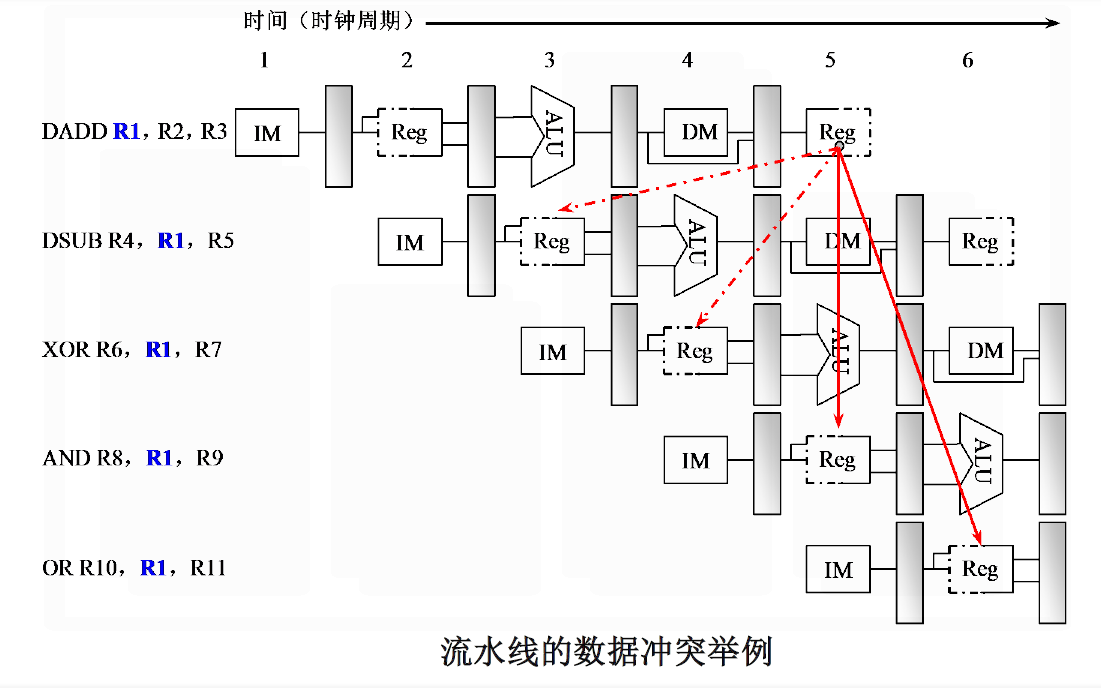 时间（时钟周期）
1 2 3 4 5 6
DADD R1，R2，R3 IM Reg ALU DM Reg
DSUB R4，R1，R5 IM Reg ALU DM Reg
XOR R6，R1，R7 IM Reg ALU DM
AND R8，R1，R9 IM Reg ALU
OR R10，R1，R11 IM Reg
流水线的数据冲突举例